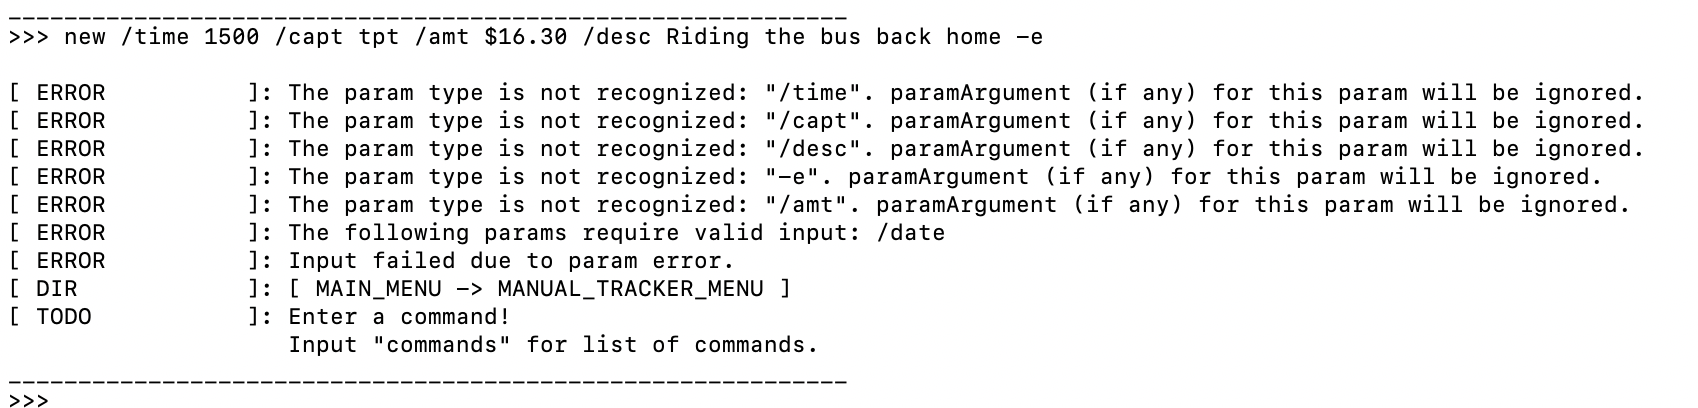 ____________________________________________________________
>>> new /time 1500 /capt tpt /amt $16.30 /desc Riding the bus back home -e
[ ERROR          ]: The param type is not recognized: "/time". paramArgument (if any) for this param will be ignored.
[ ERROR          ]: The param type is not recognized: "/capt". paramArgument (if any) for this param will be ignored.
[ ERROR          ]: The param type is not recognized: "/desc". paramArgument (if any) for this param will be ignored.
[ ERROR          ]: The param type is not recognized: "-e". paramArgument (if any) for this param will be ignored.
[ ERROR          ]: The param type is not recognized: "/amt". paramArgument (if any) for this param will be ignored.
[ ERROR          ]: The following params require valid input: /date
[ ERROR          ]: Input failed due to param error.
[ DIR            ]: [ MAIN_MENU -> MANUAL_TRACKER_MENU ]
[ TODO           ]: Enter a command!
                    Input "commands" for list of commands.
____________________________________________________________
>>>